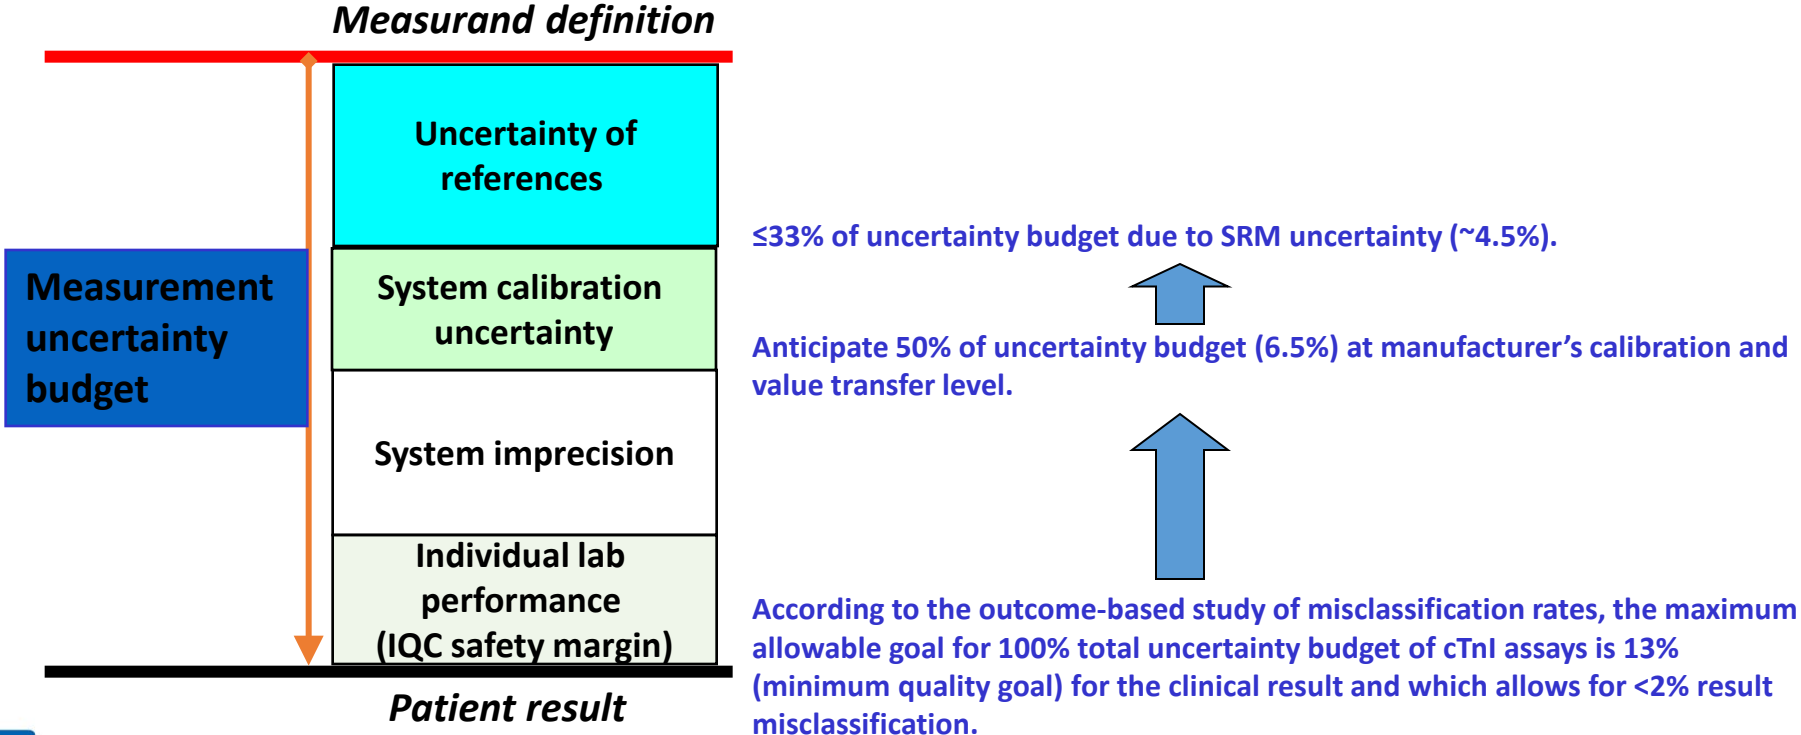 Measurand definition
Uncertainty of
references
≤33% of uncertainty budget due to SRM uncertainty (~4.5%).
Measurement
uncertainty
budget
System calibration
uncertainty
Anticipate 50% of uncertainty budget (6.5%) at manufacturer’s calibration and
value transfer level.
System imprecision
Individual lab
performance
(IQC safety margin)
According to the outcome-based study of misclassification rates, the maximum
allowable goal for 100% total uncertainty budget of cTnI assays is 13%
(minimum quality goal) for the clinical result and which allows for <2% result
misclassification.
Patient result